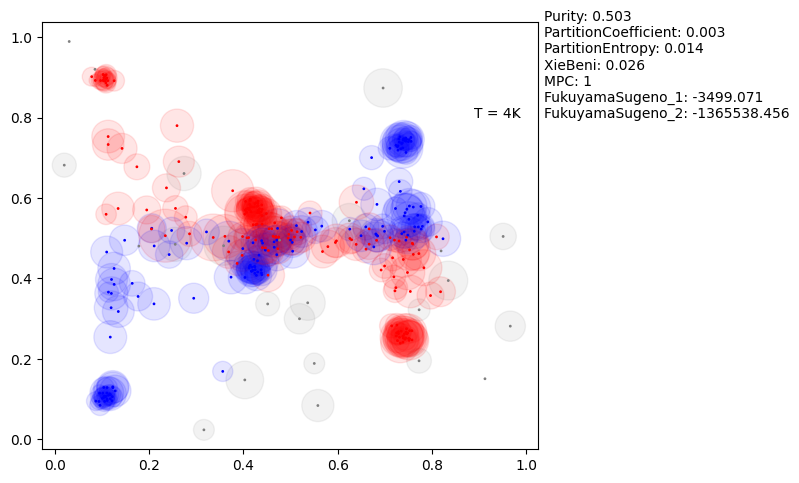 Purity: 0.503
PartitionCoefficient: 0.003
PartitionEntropy: 0.014
XieBeni: 0.026
MPC: 1
FukuyamaSugeno_1: -3499.071
FukuyamaSugeno_2: -1365538.456
T = 4K
1.0
0.8
0.6
0.4
0.2
0.0
0.0 0.2 0.4 0.6 0.8 1.0